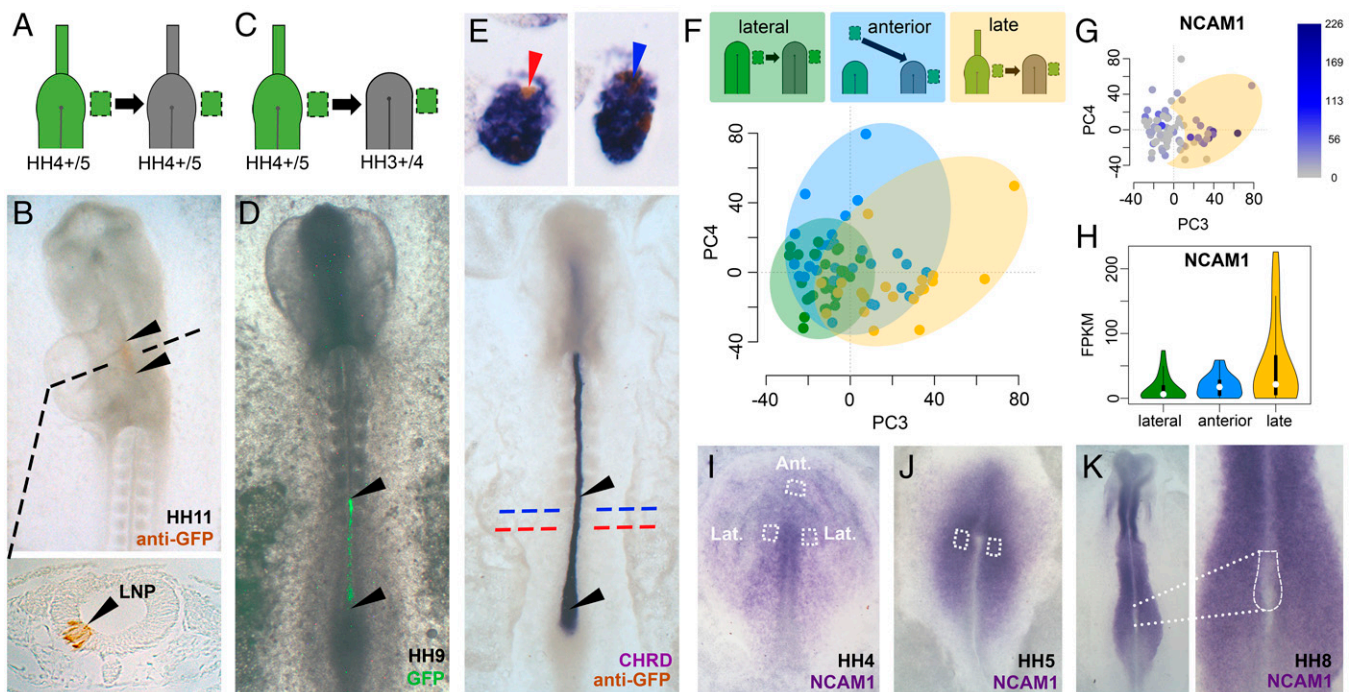 A
HH4+/5
HH4+/5
B
HH11
anti-GFP
LNP
C
HH4+/5
HH3+/4
D
HH9
GFP
E
CHRD
anti-GFP
F
lateral
anterior
late
80
40
0
-40
PC4
-40
0
40
80
PC3
G
NCAM1
80
40
0
-40
PC4
-40
0
40
80
PC3
226
169
113
56
0
H
NCAM1
200
100
0
FPKM
lateral
anterior
late
I
Ant.
Lat.
Lat.
HH4
NCAM1
J
HH5
NCAM1
K
HH8
NCAM1